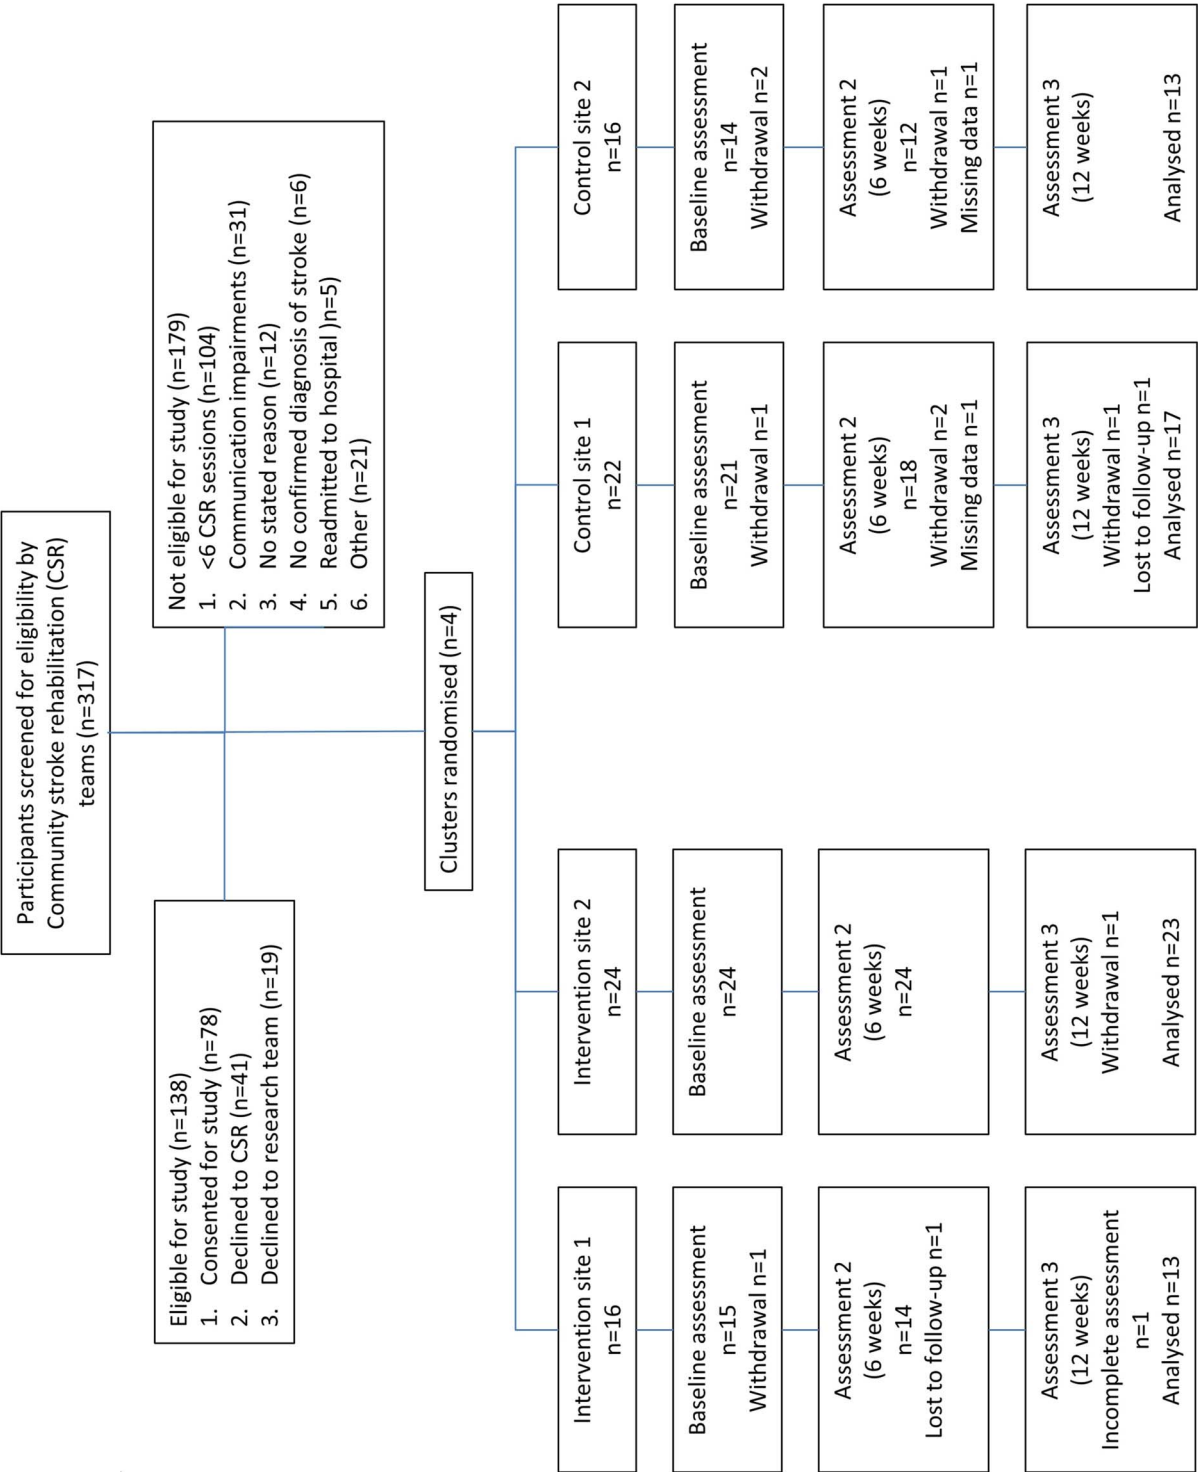 Participants screened for eligibility by
Community stroke rehabilitation (CSR)
teams (n=317)
Eligible for study (n=138)
1. Consented for study (n=78)
2. Declined to CSR (n=41)
3. Declined to research team (n=19)
Not eligible for study (n=179)
1. <6 CSR sessions (n=104)
2. Communication impairments (n=31)
3. No stated reason (n=12)
4. No confirmed diagnosis of stroke (n=6)
5. Readmitted to hospital )n=5)
6. Other (n=21)
Clusters randomised (n=4)
Intervention site 1
n=16
Intervention site 2
n=24
Control site 1
n=22
Control site 2
n=16
Baseline assessment
n=15
Withdrawal n=1
Baseline assessment
n=24
Baseline assessment
n=21
Withdrawal n=1
Baseline assessment
n=14
Withdrawal n=2
Assessment 2
(6 weeks)
n=14
Lost to follow-up n=1
Assessment 2
(6 weeks)
n=24
Assessment 2
(6 weeks)
n=18
Withdrawal n=2
Missing data n=1
Assessment 2
(6 weeks)
n=12
Withdrawal n=1
Missing data n=1
Assessment 3
(12 weeks)
Incomplete assessment
n=1
Analysed n=13
Assessment 3
(12 weeks)
Withdrawal n=1
Analysed n=23
Assessment 3
(12 weeks)
Withdrawal n=1
Lost to follow-up n=1
Analysed n=17
Assessment 3
(12 weeks)
Analysed n=13